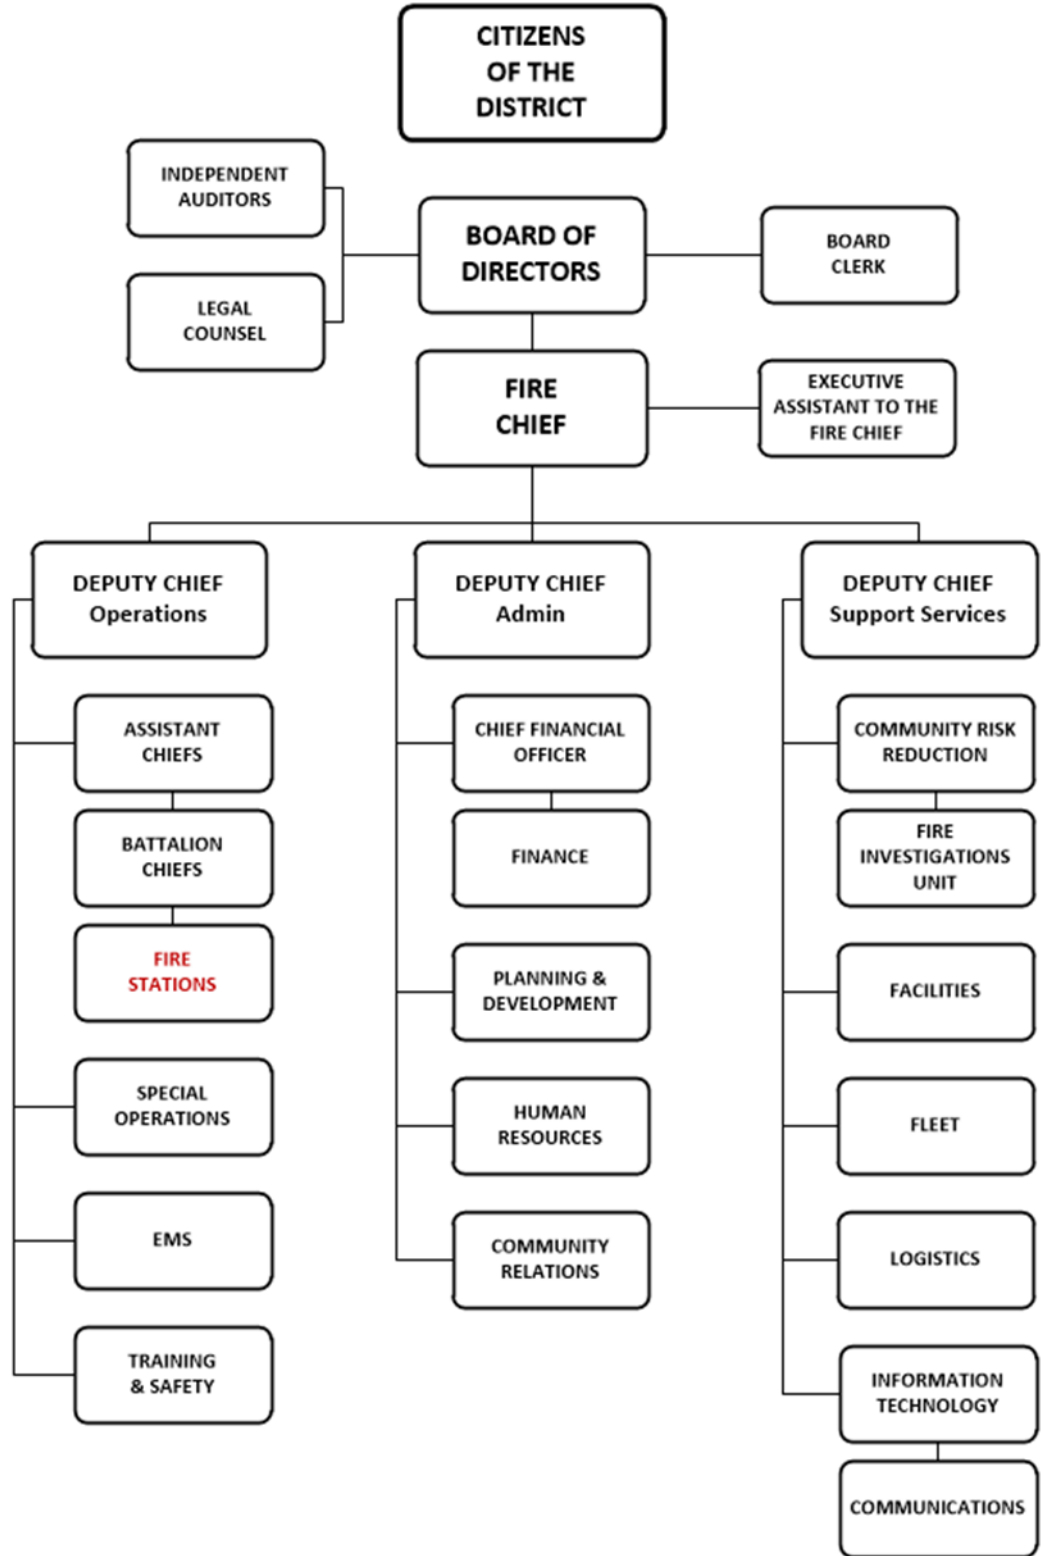 CITIZENS
OF THE
DISTRICT
INDEPENDENT
AUDITORS
BOARD OF
DIRECTORS
BOARD
CLERK
LEGAL
COUNSEL
FIRE
CHIEF
EXECUTIVE
ASSISTANT TO THE
FIRE CHIEF
DEPUTY CHIEF
Operations
ASSISTANT
CHIEFS
BATTALION
CHIEFS
FIRE
STATIONS
SPECIAL
OPERATIONS
EMS
TRAINING
& SAFETY
DEPUTY CHIEF
Admin
CHIEF FINANCIAL
OFFICER
FINANCE
PLANNING &
DEVELOPMENT
HUMAN
RESOURCES
COMMUNITY
RELATIONS
DEPUTY CHIEF
Support Services
COMMUNITY RISK
REDUCTION
FIRE
INVESTIGATIONS
UNIT
FACILITIES
FLEET
LOGISTICS
INFORMATION
TECHNOLOGY
COMMUNICATIONS